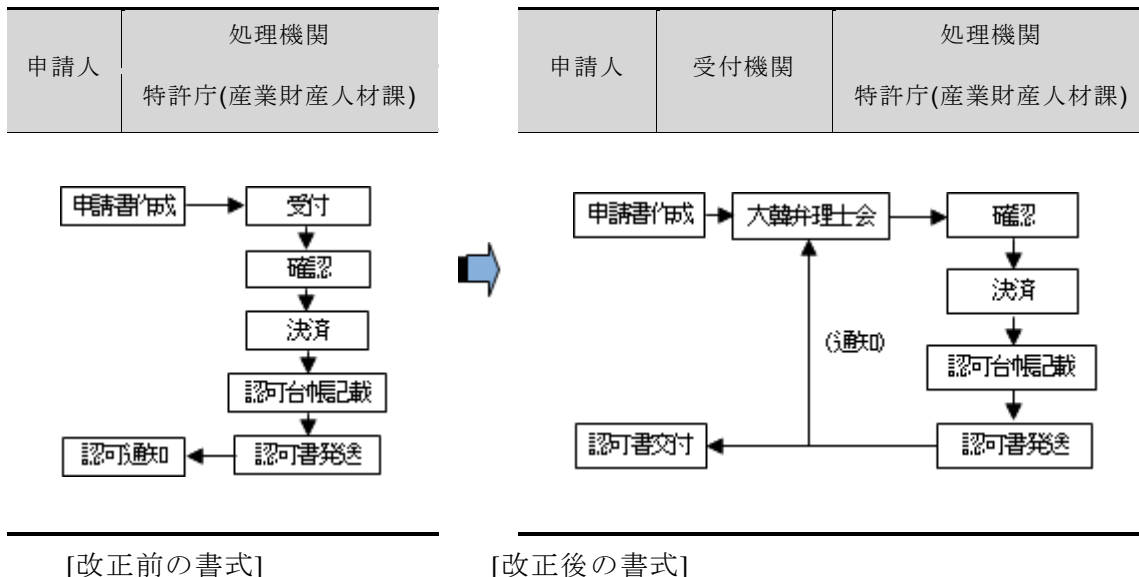 申請人
処理機関
特許庁(産業財産人材課)
申請書作成
受付
確認
決済
認可台帳記載
認可通知
認可書発送
申請人
受付機関
処理機関
特許庁(産業財産人材課)
申請書作成
大韓弁理士会
確認
決済
(通知)
認可台帳記載
認可書交付
認可書発送
[改正前の書式]
[改正後の書式]